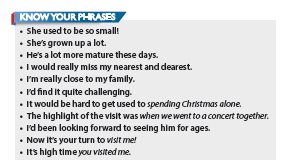 KNOW YOUR PHRASES
• She used to be so small!
• She's grown up a lot.
• He's a lot more mature these days.
• I would really miss my nearest and dearest.
• I'm really close to my family.
• I'd find it quite challenging.
• It would be hard to get used to spending Christmas alone.
• The highlight of the visit was when we went to a concert together.
• I'd been looking forward to seeing him for ages.
• Now it's your turn to visit me!
• It's high time you visited me.